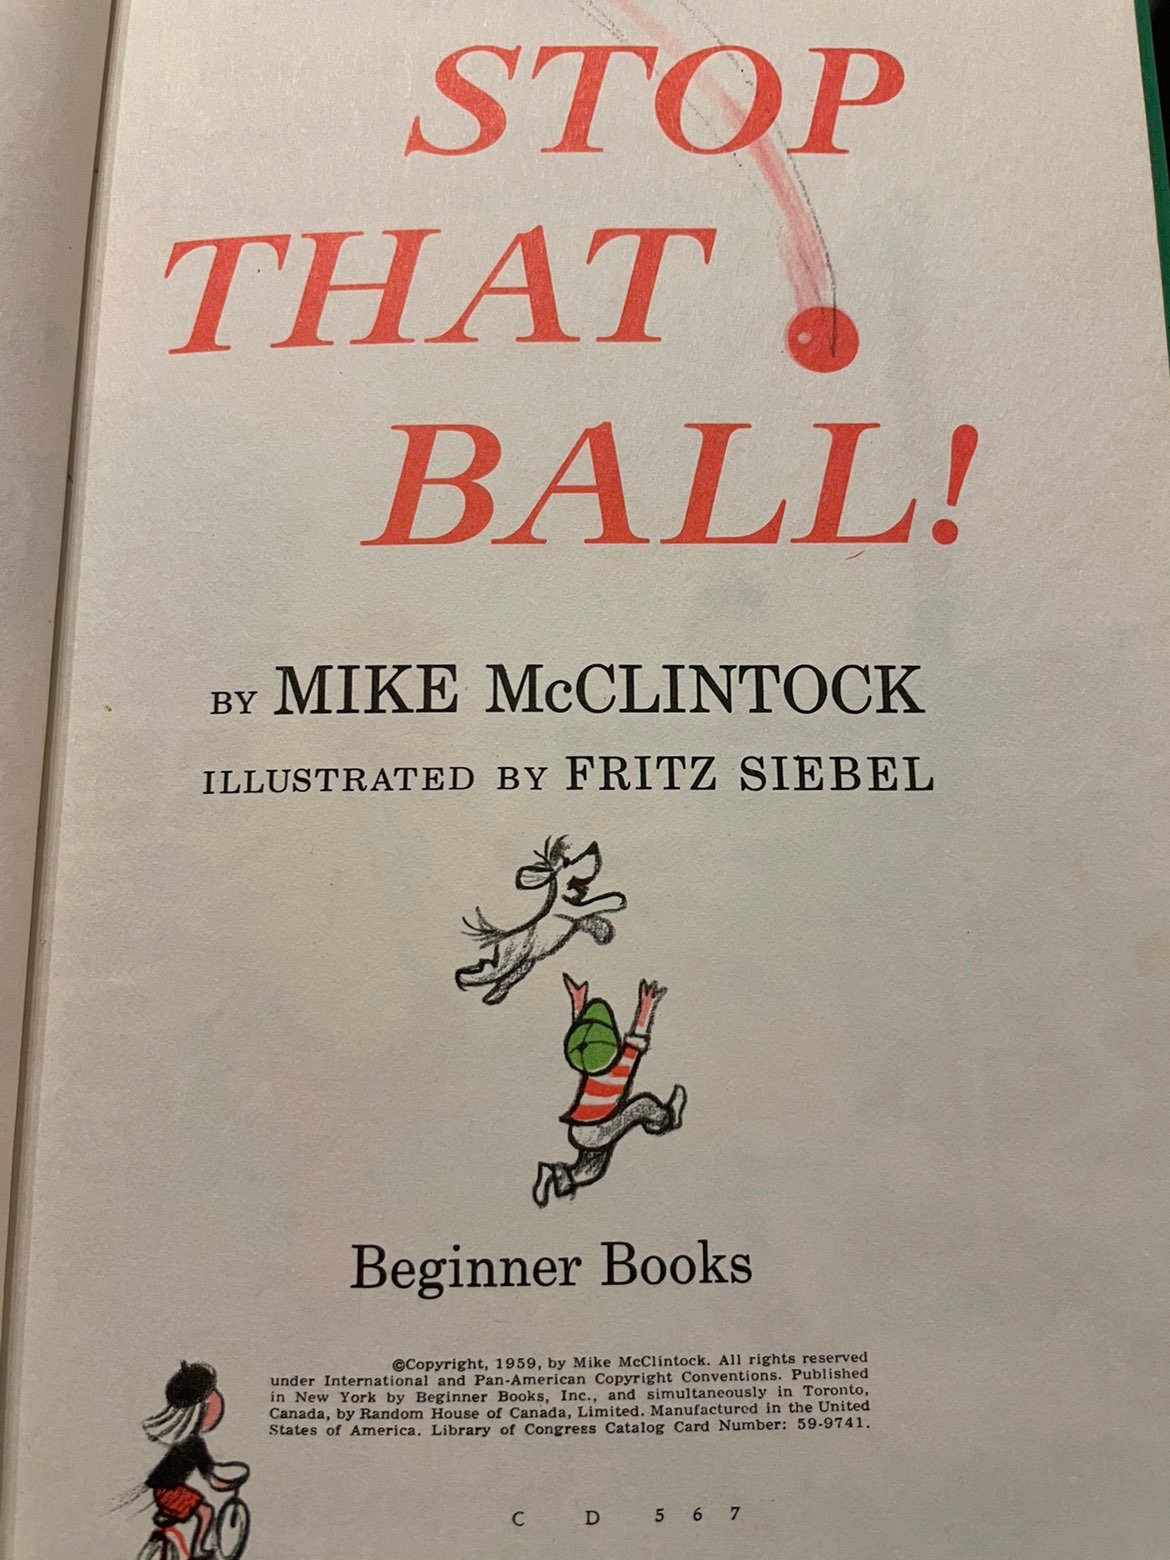 STOP
THAT
BALL!
BY MIKE McCLINTOCK
ILLUSTRATED BY FRITZ SIEBEL
Beginner Books
©Copyright, 1959, by Mike McClintock. All rights reserved
under International and Pan-American Copyright Conventions. Published
in New York by Beginner Books, Inc., and simultaneously in Toronto,
Canada, by Random House of Canada, Limited. Manufactured in the United
States of America. Library of Congress Catalog Card Number: 59-9741.
C D 5 6 7